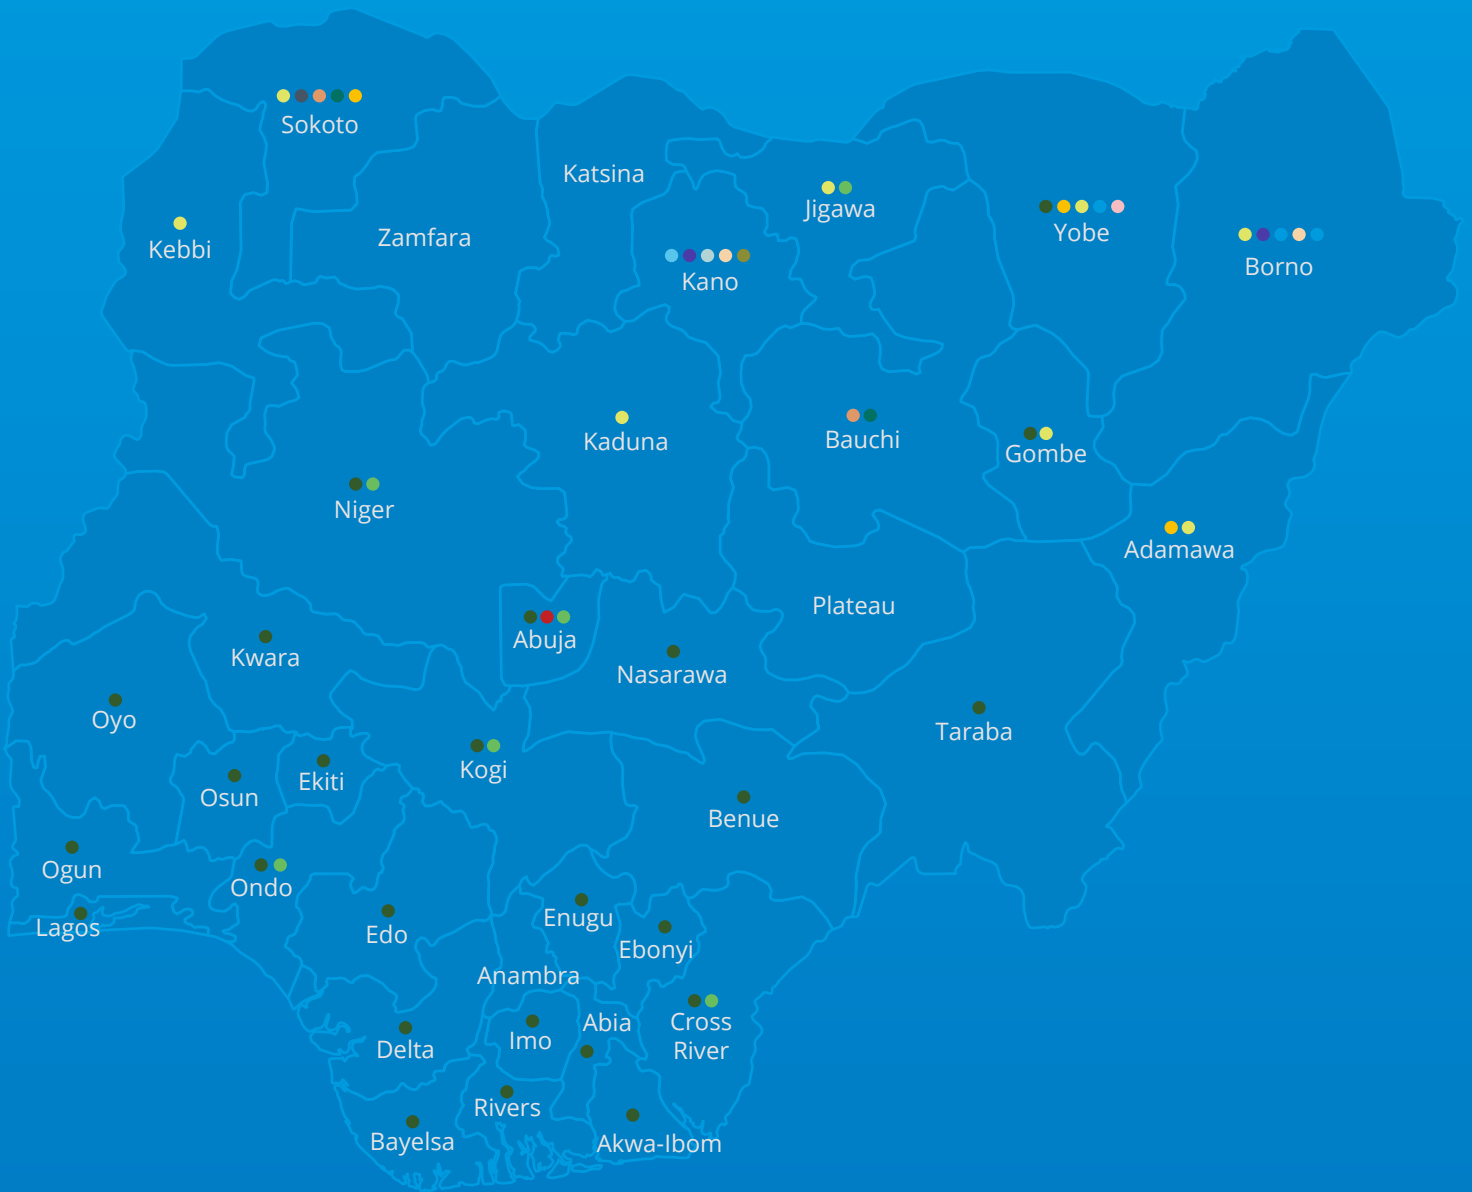 Sokoto
Katsina
Jigawa
Yobe
Zamfara
Kebbi
Borno
Kano
Kaduna
Bauchi
Gombe
Niger
Adamawa
Plateau
Abuja
Kwara
Nasarawa
Oyo
Taraba
Kogi
Ekiti
Osun
Benue
Ogun
Ondo
Enugu
Lagos
Edo
Ebonyi
Anambra
Abia
Cross
River
Imo
Delta
Rivers
Bayelsa
Akwa-Ibom